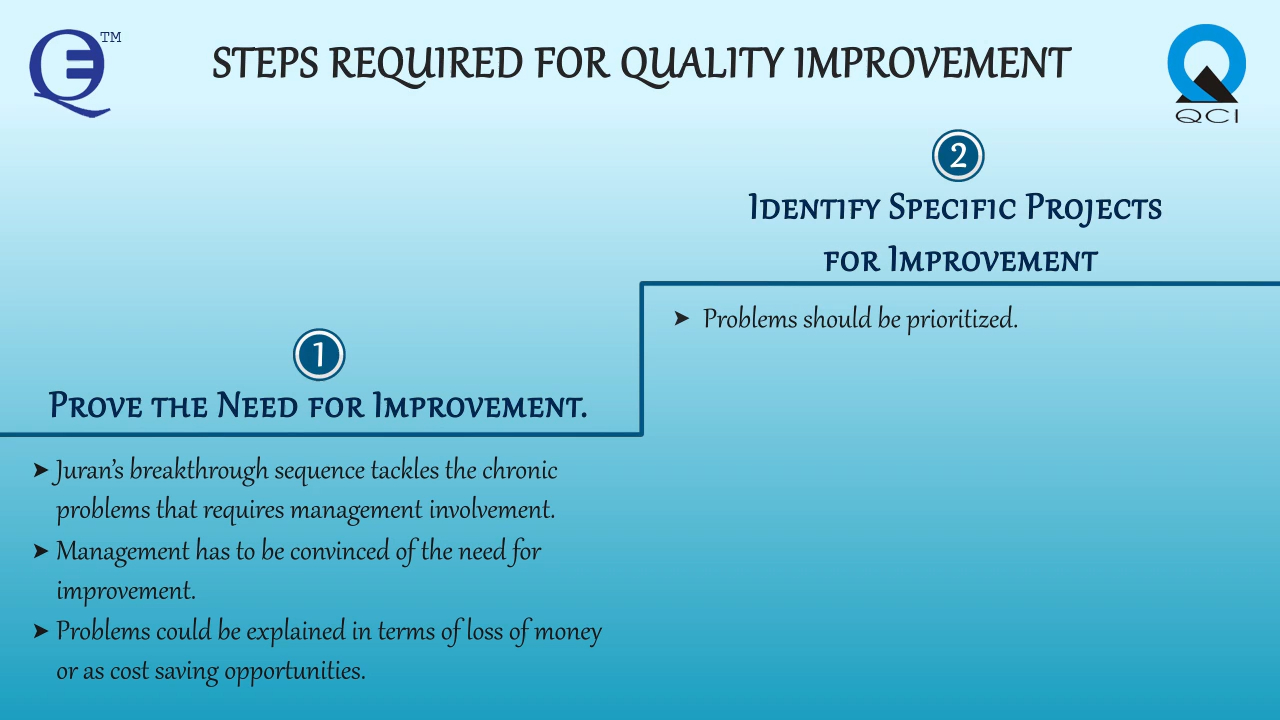 TM
STEPS REQUIRED FOR QUALITY IMPROVEMENT
QCI
2
Identify Specific Projects
for Improvement
➤ Problems should be prioritized.
1
Prove the Need for Improvement.
➤ Juran’s breakthrough sequence tackles the chronic
problems that requires management involvement.
➤ Management has to be convinced of the need for
improvement.
➤ Problems could be explained in terms of loss of money
or as cost saving opportunities.